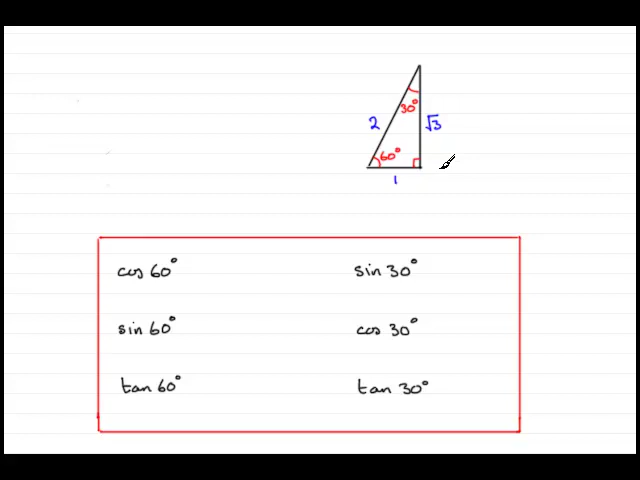 30°
2
√3
60°
1
cos 60° sin 30°
sin 60° cos 30°
tan 60° tan 30°